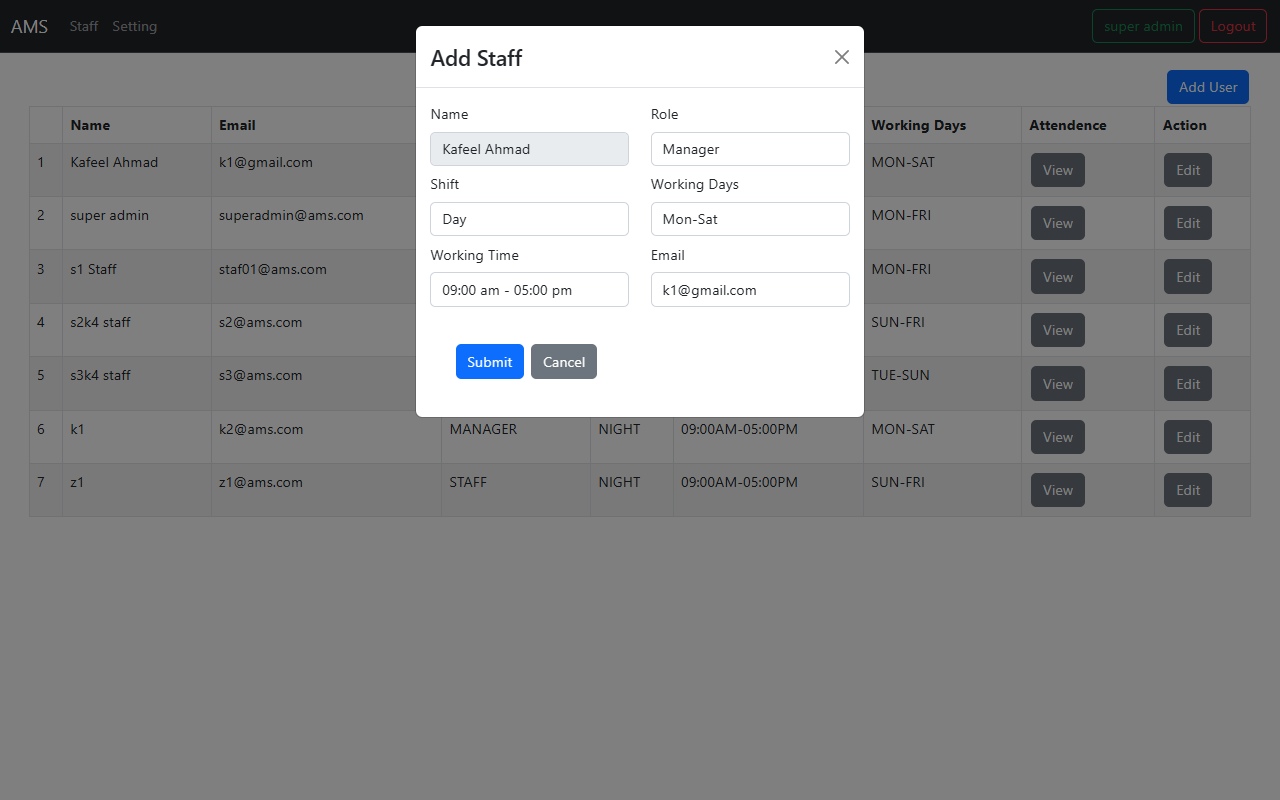 AMS Staff Setting super admin Logout
Add Staff
Add User
Name Role
Kafeel Ahmad Manager
Shift Working Days
Day Mon-Sat
Working Time Email
09:00 am - 05:00 pm k1@gmail.com
Submit Cancel
Name Email Working Days Attendence Action
1 Kafeel Ahmad k1@gmail.com MON-SAT View Edit
2 super admin superadmin@ams.com MON-FRI View Edit
3 s1 Staff staf01@ams.com MON-FRI View Edit
4 s2k4 staff s2@ams.com SUN-FRI View Edit
5 s3k4 staff s3@ams.com TUE-SUN View Edit
6 k1 k2@ams.com MANAGER NIGHT 09:00AM-05:00PM MON-SAT View Edit
7 z1 z1@ams.com STAFF NIGHT 09:00AM-05:00PM SUN-FRI View Edit